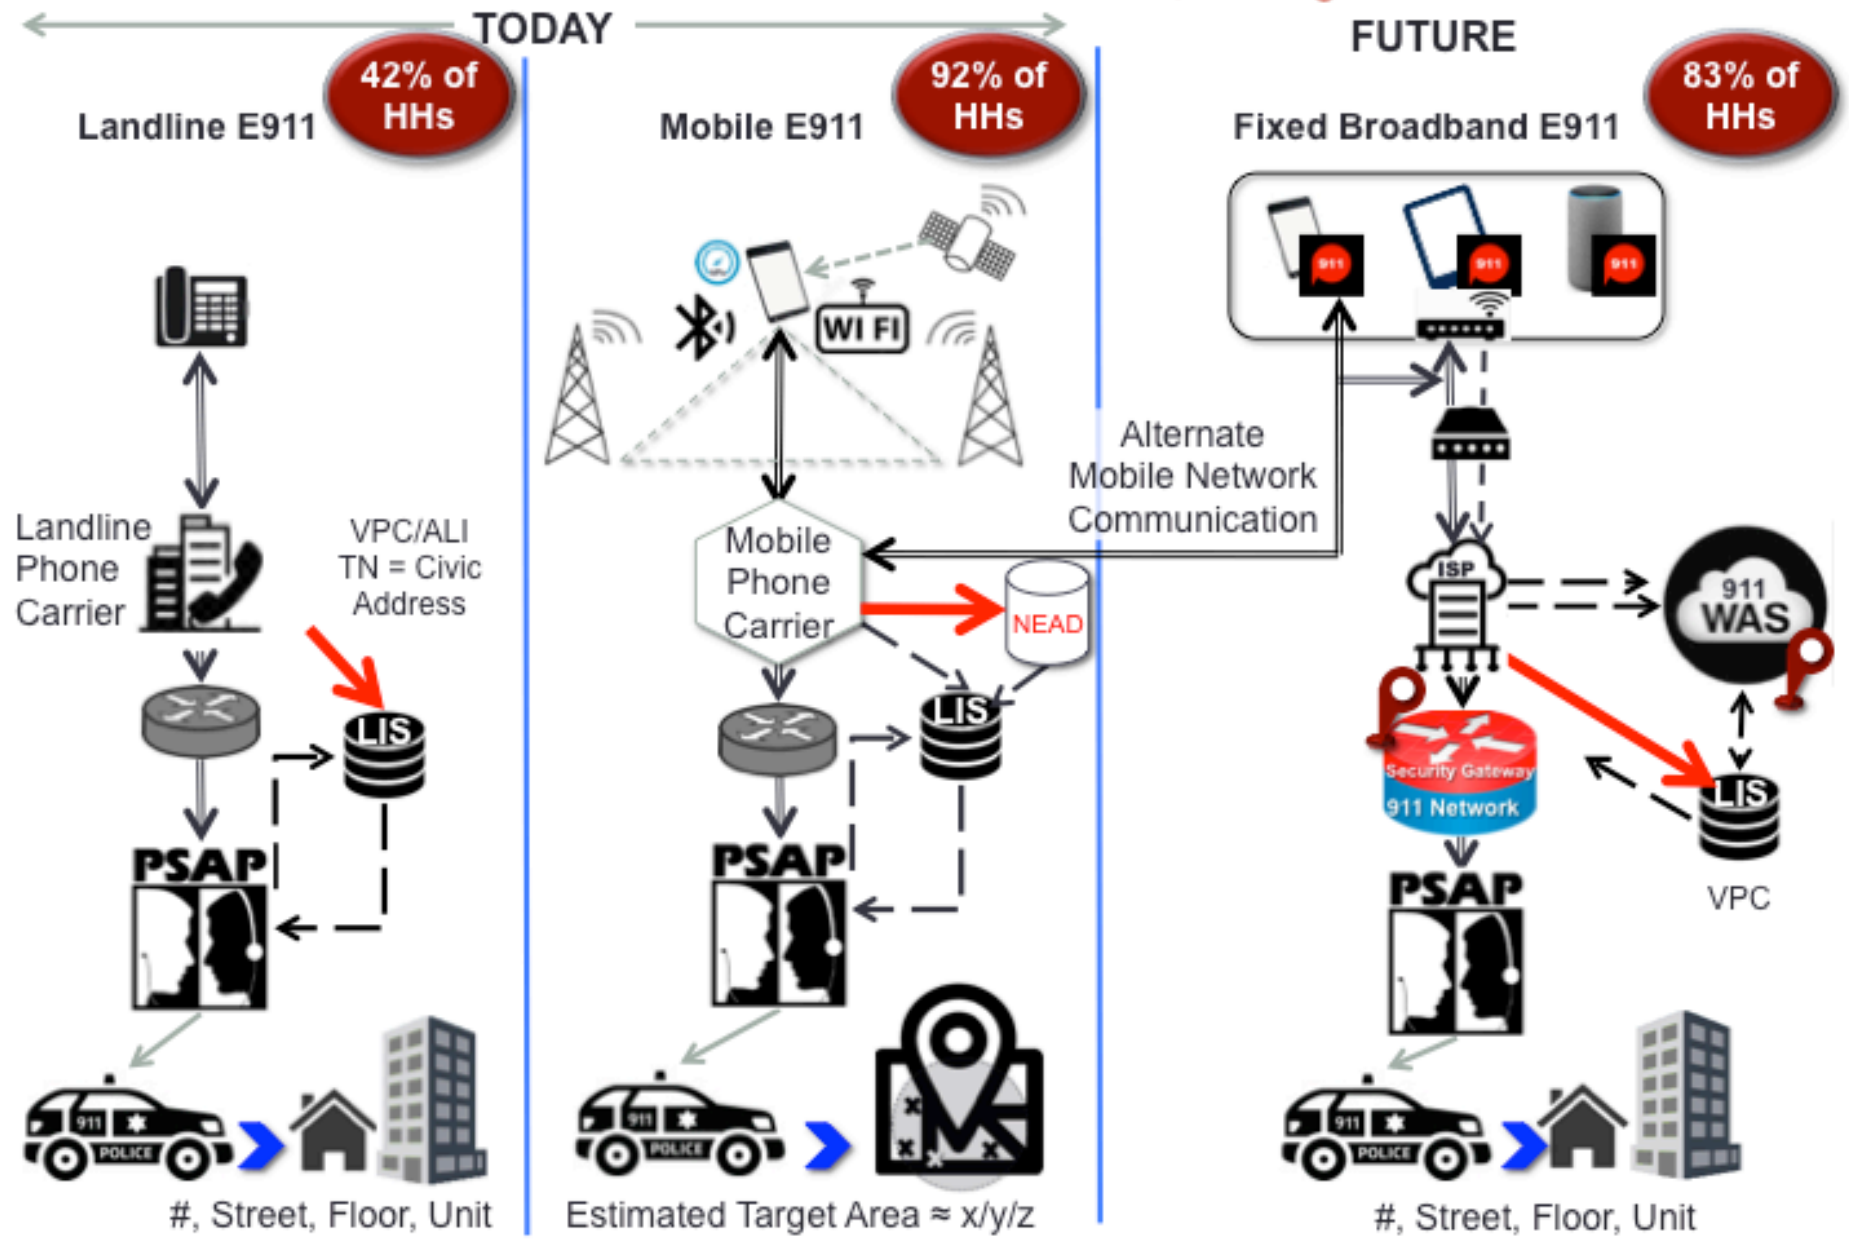 TODAY
FUTURE
42% of
HHs
92% of
HHs
83% of
HHs
Landline E911
Mobile E911
Fixed Broadband E911
911
911
911
WI FI
Alternate
Mobile Network
Communication
Landline
Phone
Carrier
VPC/ALI
TN = Civic
Address
Mobile
Phone
Carrier
NEAD
ISP
911
WAS
LIS
LIS
LIS
Security Gateway
911 Network
VPC
PSAP
PSAP
PSAP
911
POLICE
911
POLICE
911
POLICE
#, Street, Floor, Unit
Estimated Target Area ≈ x/y/z
#, Street, Floor, Unit